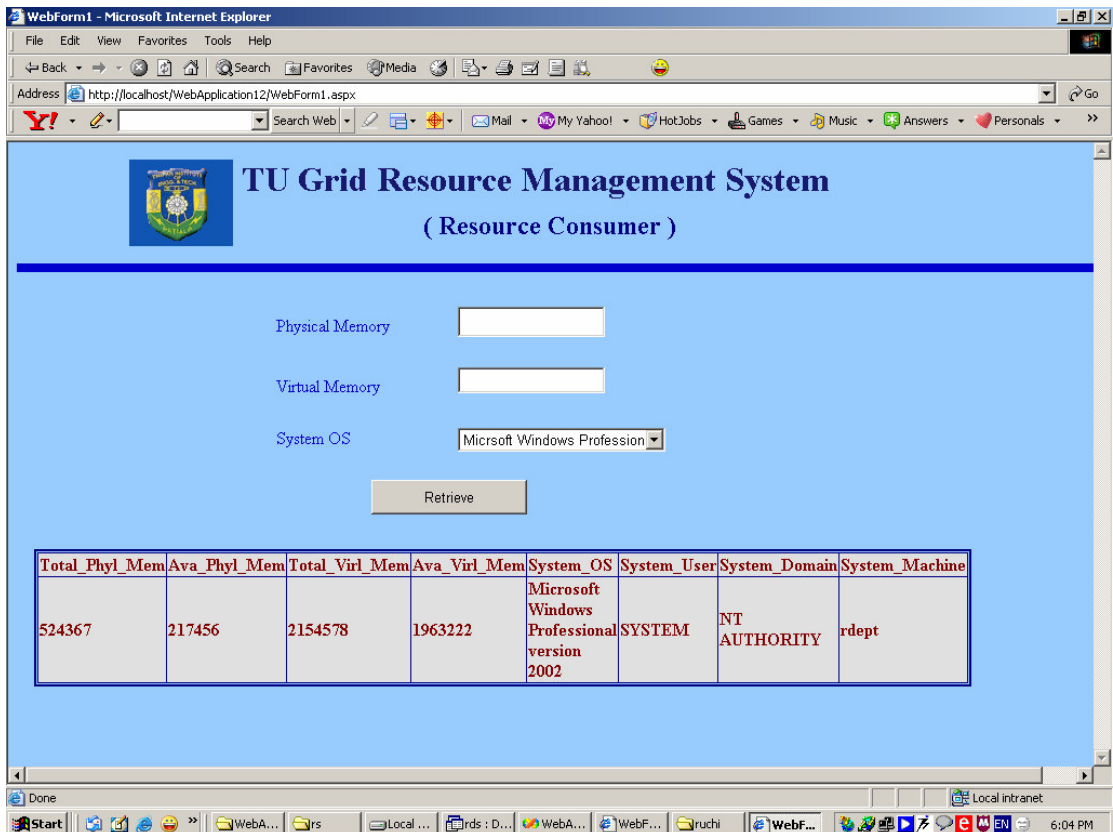 WebForm1 - Microsoft Internet Explorer
File Edit View Favorites Tools Help
Back Search Favorites Media
Address http://localhost/WebApplication12/WebForm1.aspx Go
Y! Search Web Mail My Yahoo! HotJobs Games Music Answers Personals >>
TU Grid Resource Management System
( Resource Consumer )
Physical Memory
Virtual Memory
System OS Micrsoft Windows Profession
Retrieve
Total_Phyl_Mem Ava_Phyl_Mem Total_Virl_Mem Ava_Virl_Mem System_OS System_User System_Domain System_Machine
524367 217456 2154578 1963222 Microsoft Windows Professional version 2002 SYSTEM NT AUTHORITY rdept
Done Local intranet
Start >> WebA... rs Local ... rds : D... WebA... WebF... ruchi WebF... EN 6:04 PM